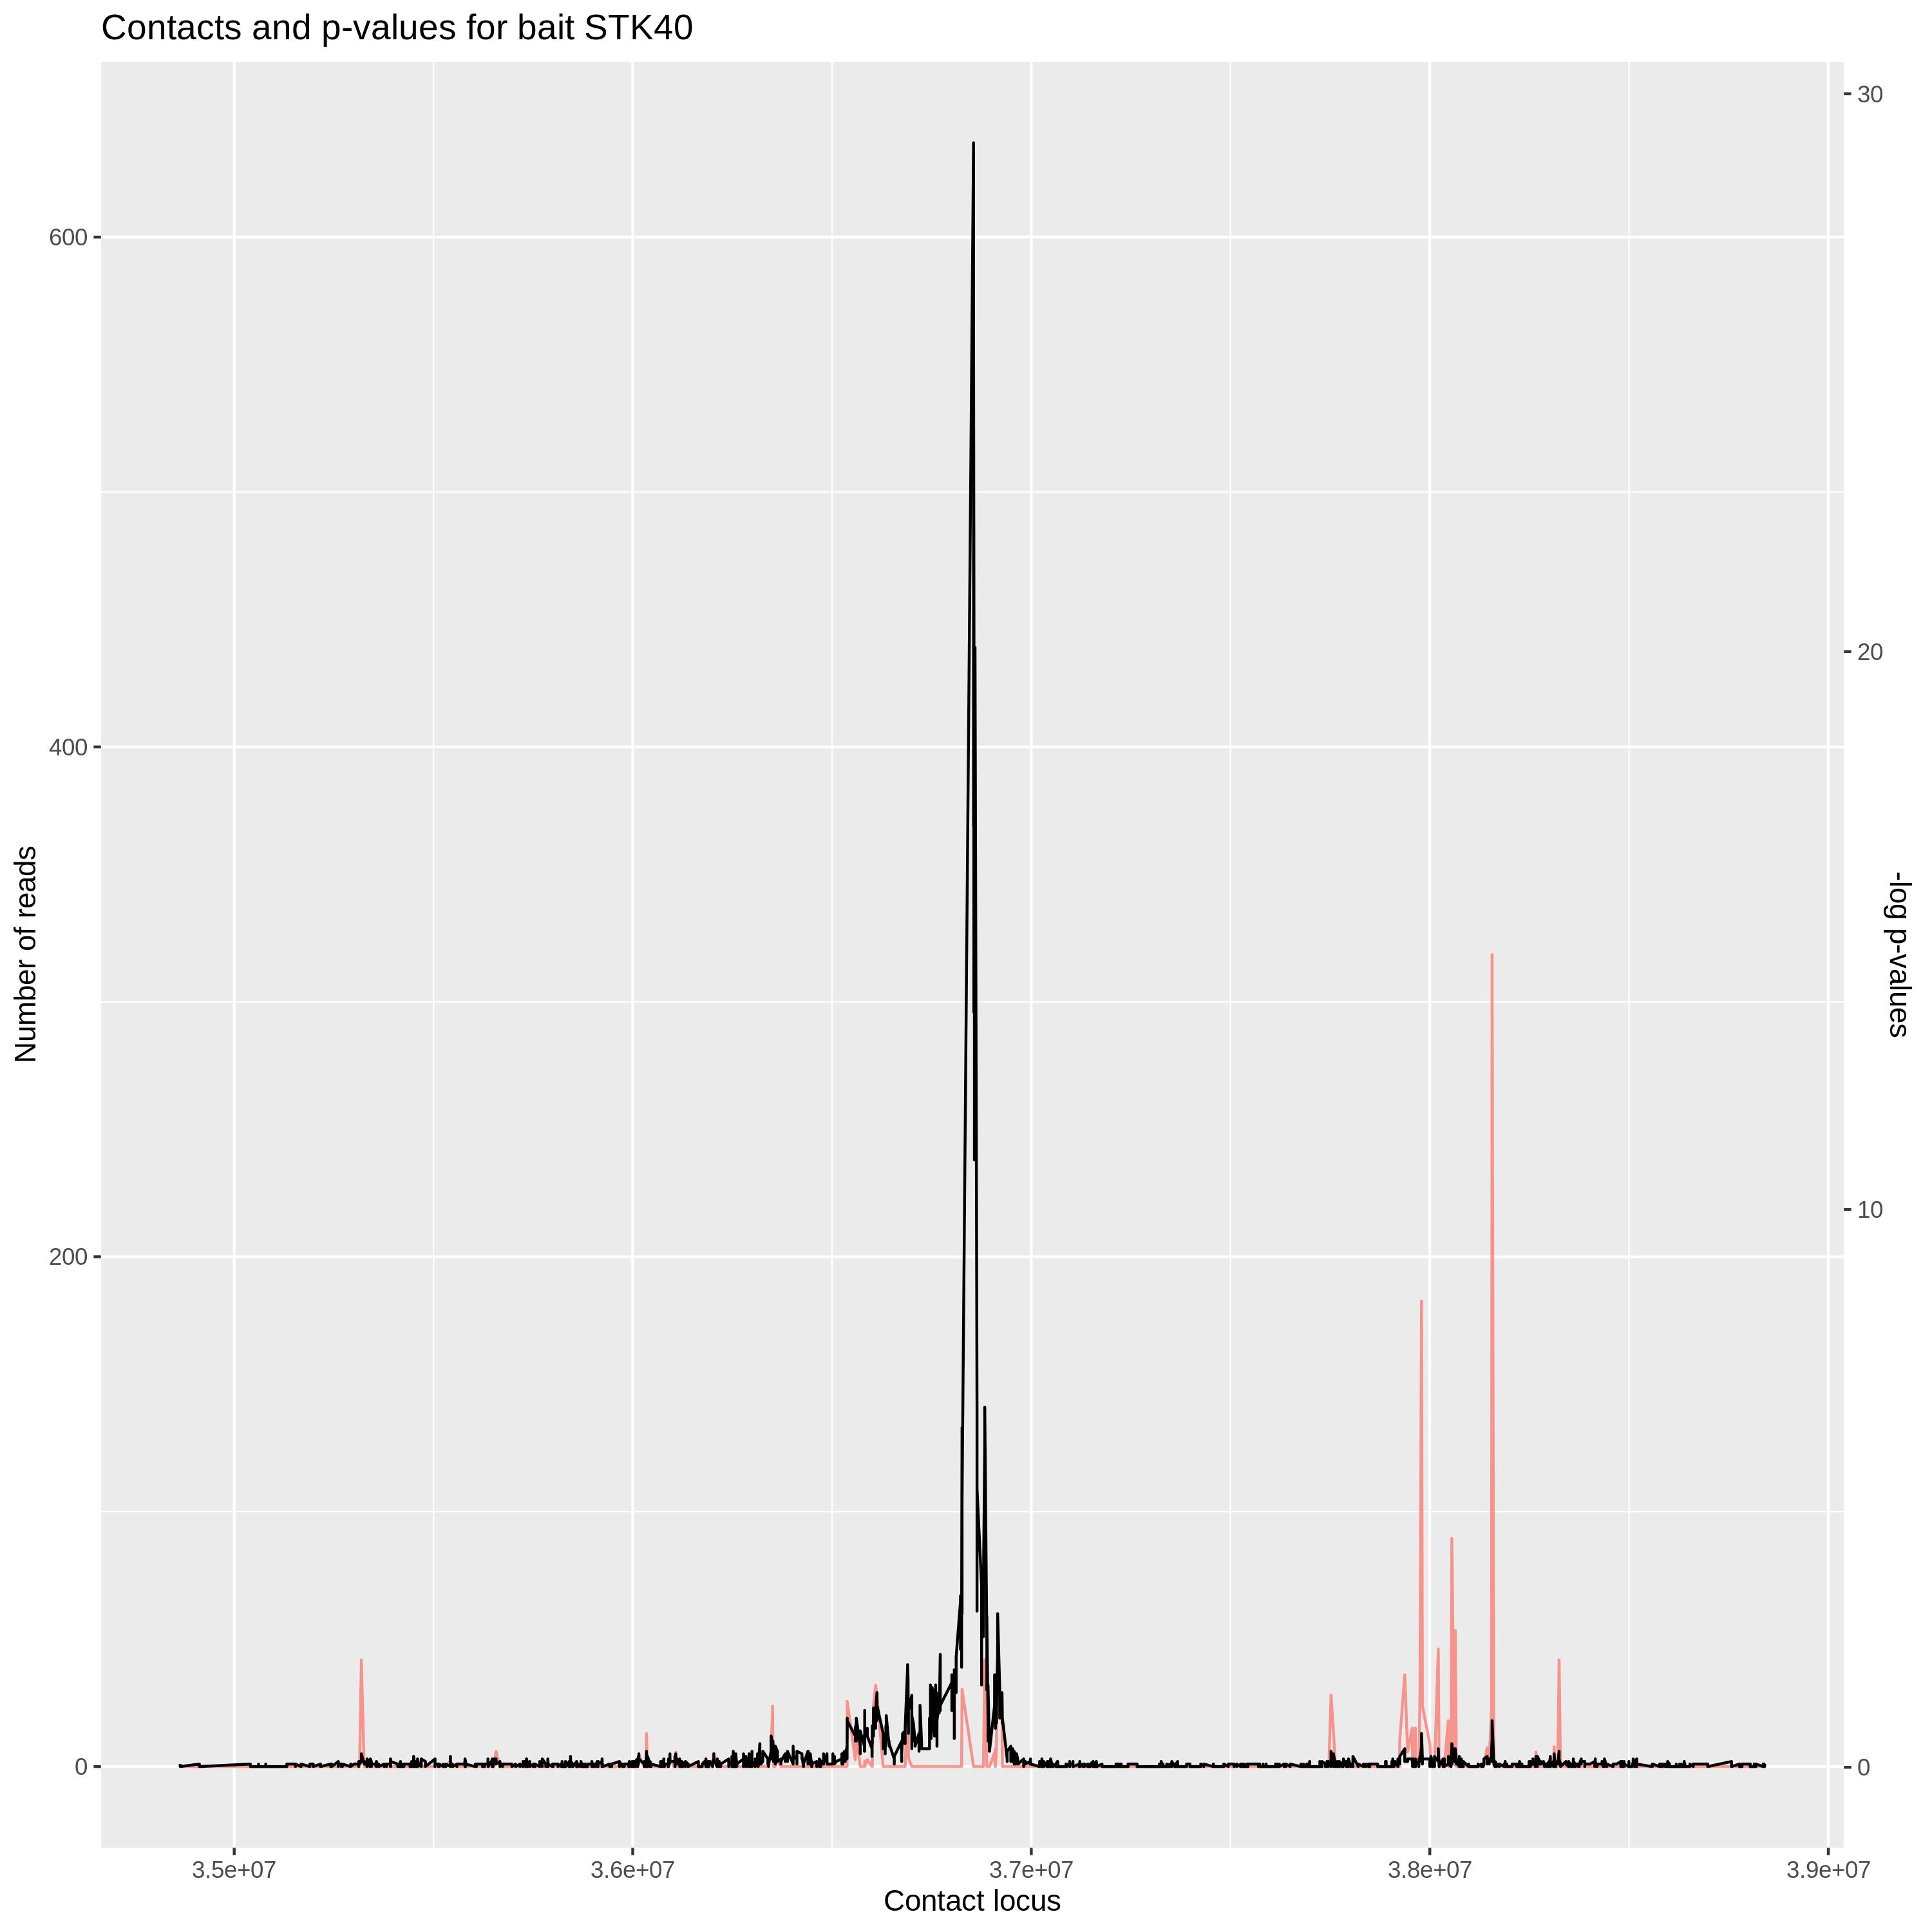 Contacts and p-values for bait STK40
Number of reads
600
400
200
0
30
20
10
0
-log p-values
3.5e+07 3.6e+07 3.7e+07 3.8e+07 3.9e+07
Contact locus